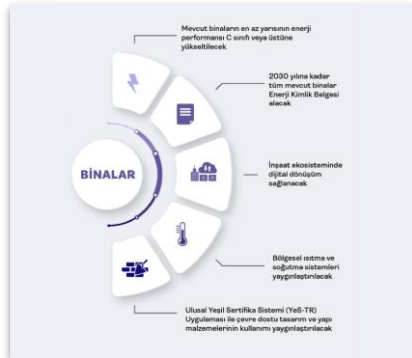 Mevcut binaların en az yarısının enerji
performansı C sınıfı veya üstüne
yükseltilecek
2030 yılına kadar
tüm mevcut binalar
Enerji Kimlik Belgesi
alacak
BİNALAR
İnşaat ekosisteminde
dijital dönüşüm
sağlanacak
Bölgesel ısıtma ve
soğutma sistemleri
yaygınlaştırılacak
Ulusal Yeşil Sertifika Sistemi (YeS-TR)
Uygulaması ile çevre dostu tasarım ve yapı
malzemelerinin kullanımı yaygınlaştırılacak